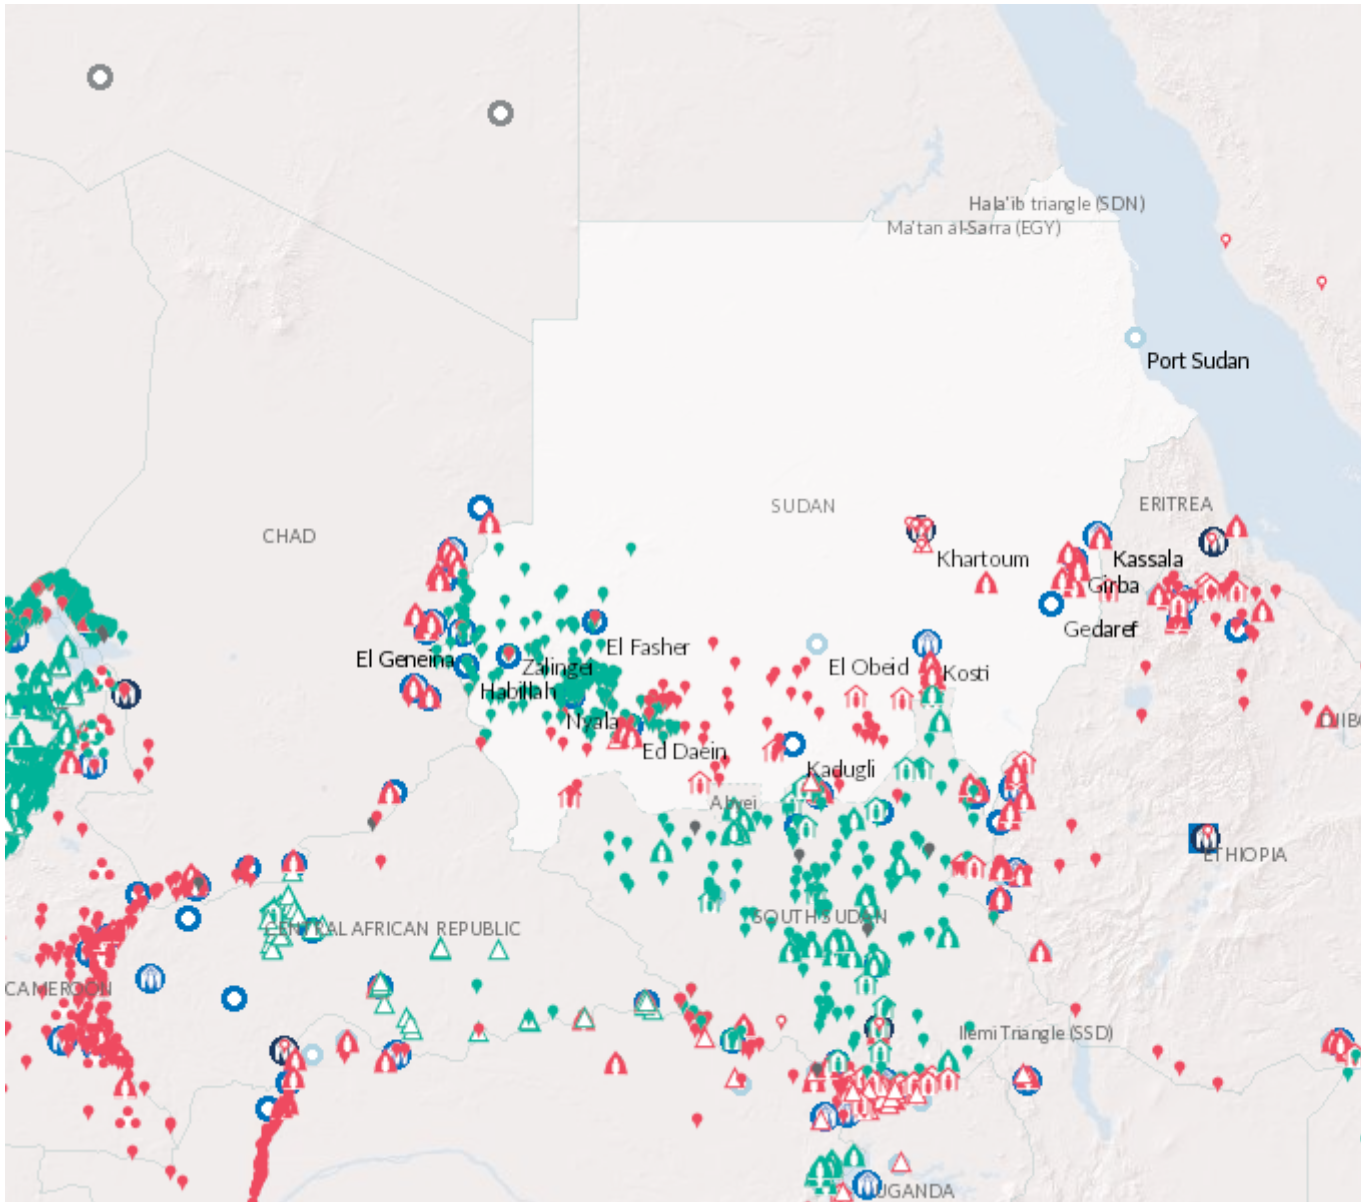 Hala'ib triangle (SDN)
Ma'tan al-Sarra (EGY)
Port Sudan
SUDAN
ERITREA
CHAD
Khartoum
Kassala
Girba
Gedaref
El Fasher
El Geneina
Zalingei
El Obeid
Kosti
Habillah
Nyala
Ed Daein
Kadugli
Abyei
ETHIOPIA
SOUTH SUDAN
CENTRAL AFRICAN REPUBLIC
CAMEROON
Ilemi Triangle (SSD)
UGANDA